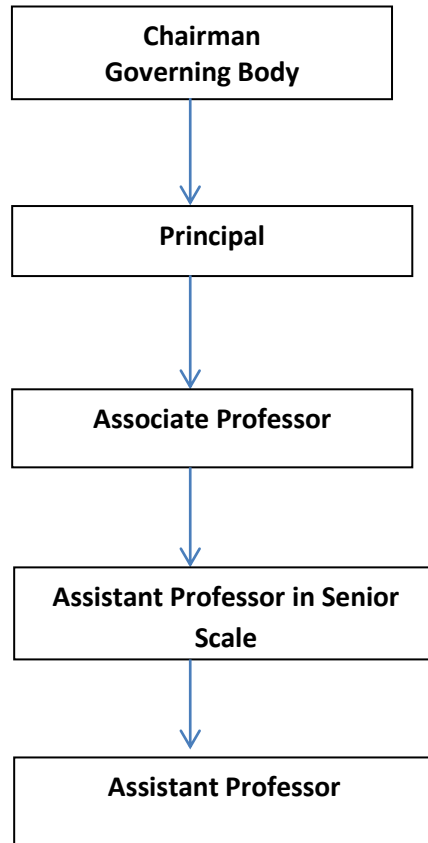 Chairman
Governing Body
Principal
Associate Professor
Assistant Professor in Senior
Scale
Assistant Professor